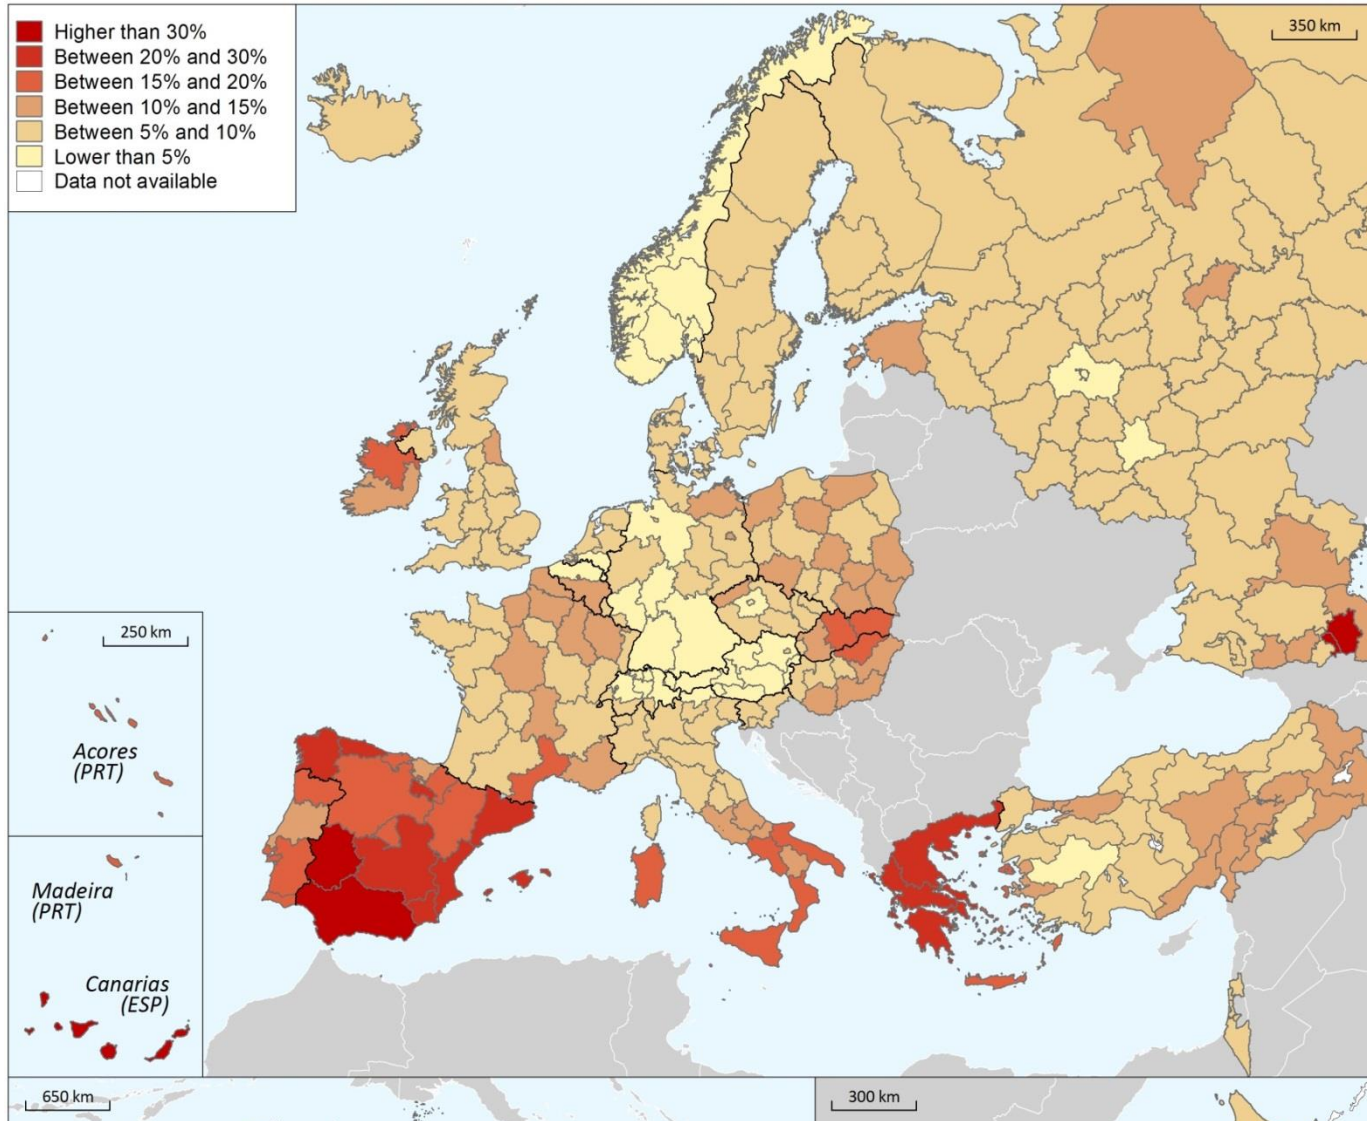 Higher than 30%
Between 20% and 30%
Between 15% and 20%
Between 10% and 15%
Between 5% and 10%
Lower than 5%
Data not available
350 km
250 km
Acores
(PRT)
Madeira
(PRT)
Canarias
(ESP)
650 km
300 km